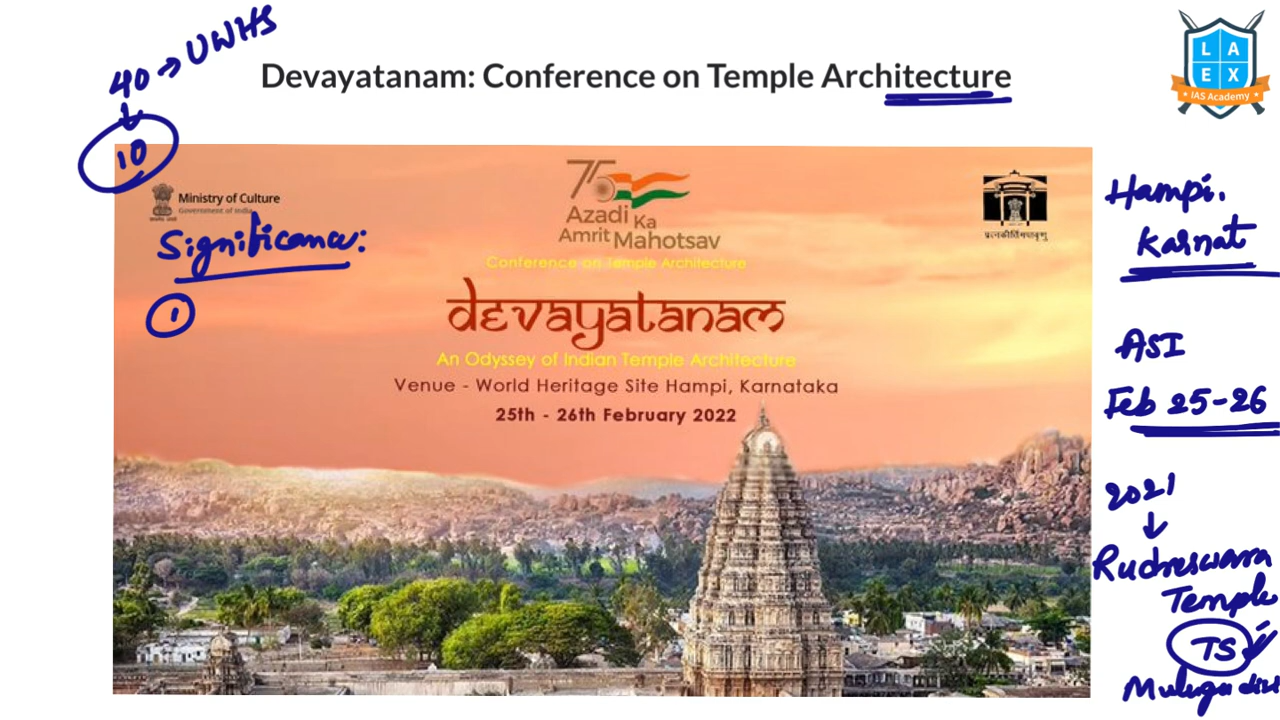 40 → UWHS
↓
10
Devayatanam: Conference on Temple Architecture
L A
E X
IAS Academy
Ministry of Culture
Government of India
75
Azadi Ka
Amrit Mahotsav
Conference on Temple Architecture
devayatanam
An Odyssey of Indian Temple Architecture
Venue - World Heritage Site Hampi, Karnataka
25th - 26th February 2022
Significance:
1
Hampi.
Karnat
ASI
Feb 25-26
2021
↓
Rudreswara
Temple
TS
Mulugu dist